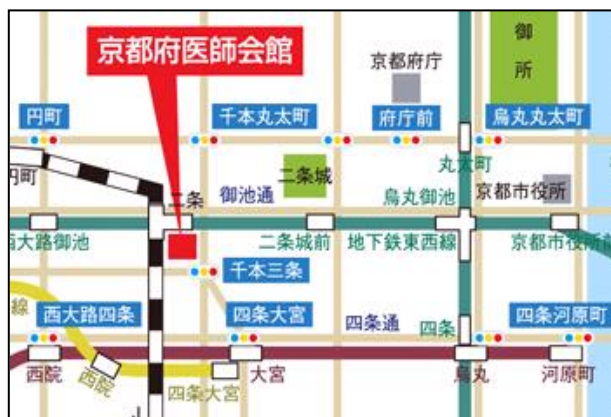 御所
京都府医師会館
京都府庁
円町
千本丸太町
府庁前
烏丸丸太町
丸太町
円町
二条城
二条
御池通
烏丸御池
京都市役所
西大路御池
二条城前
地下鉄東西線
京都市役所前
千本三条
線
西大路四条
四条大宮
四条通
四条
四条河原町
西院
西院
四条大宮
大宮
烏丸
河原町